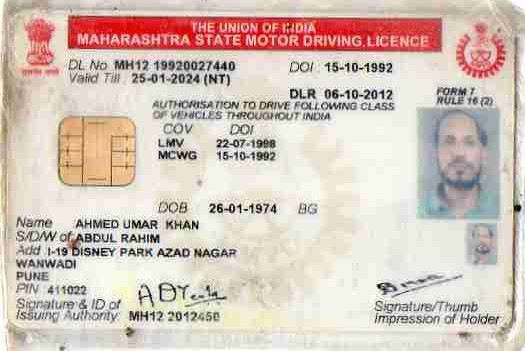 THE UNION OF INDIA
MAHARASHTRA STATE MOTOR DRIVING LICENCE
DL No MH12 19920027440 DOI : 15-10-1992
Valid Till : 25-01-2024 (NT)
DLR 06-10-2012
FORM 7
RULE 16 (2)
AUTHORISATION TO DRIVE FOLLOWING CLASS
OF VEHICLES THROUGHOUT INDIA
COV DOI
LMV 22-07-1998
MCWG 15-10-1992
DOB 26-01-1974 BG
Name AHMED UMAR KHAN
S/D/W of ABDUL RAHIM
Add I-19 DISNEY PARK AZAD NAGAR
WANWADI
PUNE
PIN :411022
Signature & ID of
Issuing Authority: MH12 2012450
Signature/Thumb
Impression of Holder